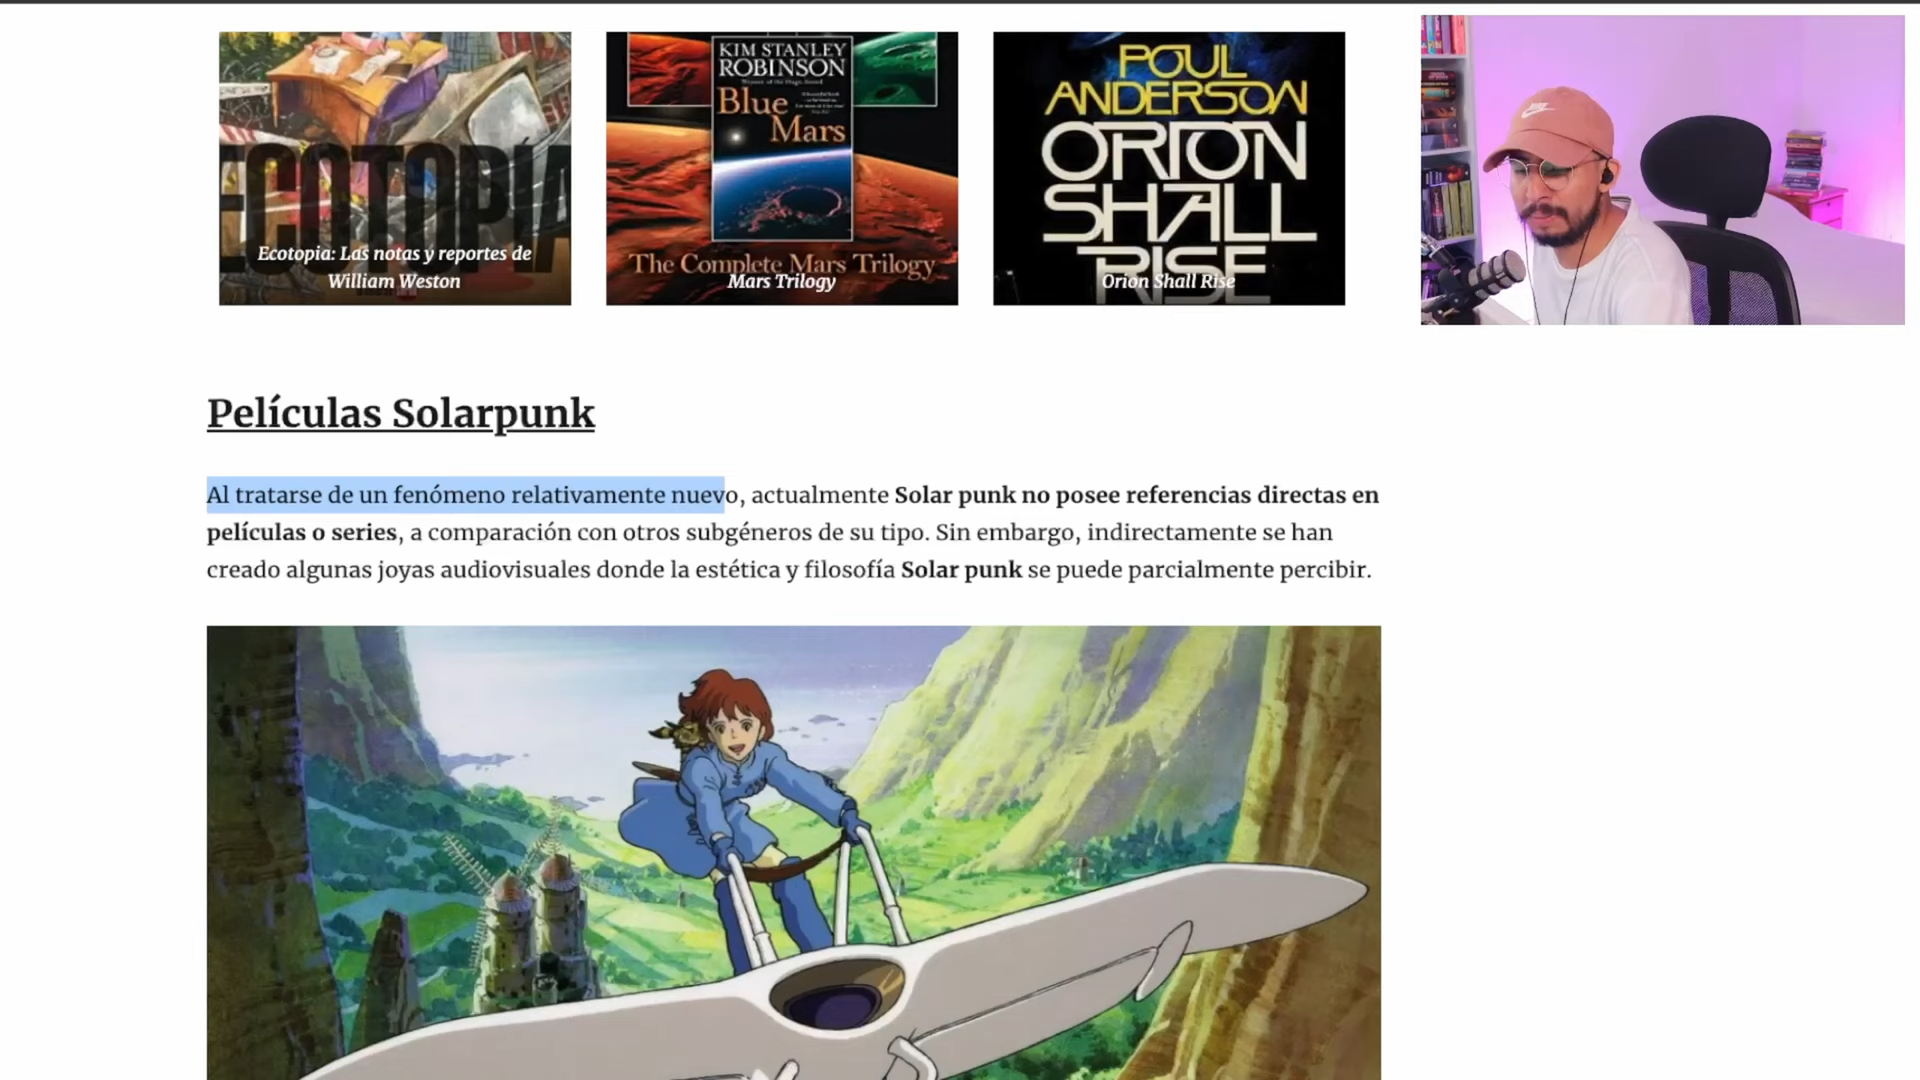 ECOTOPIA
Ecotopia: Las notas y reportes de
William Weston
KIM STANLEY
ROBINSON
Blue
Mars
The Complete Mars Trilogy
Mars Trilogy
POUL
ANDERSON
ORION
SHALL
RISE
Orion Shall Rise
Películas Solarpunk
Al tratarse de un fenómeno relativamente nuevo, actualmente Solar punk no posee referencias directas en
películas o series, a comparación con otros subgéneros de su tipo. Sin embargo, indirectamente se han
creado algunas joyas audiovisuales donde la estética y filosofía Solar punk se puede parcialmente percibir.